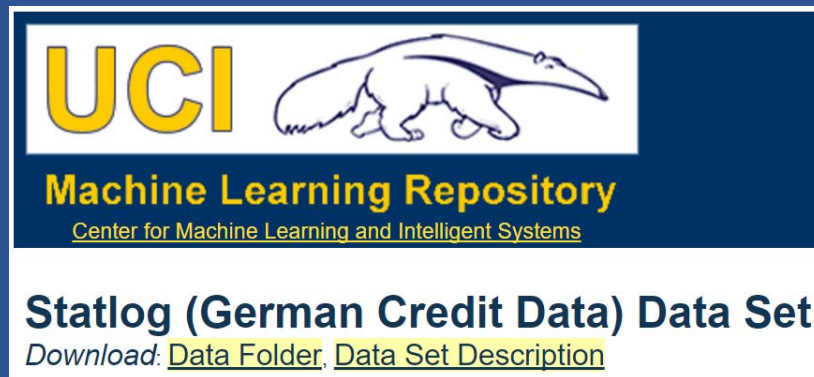 UCI
Machine Learning Repository
Center for Machine Learning and Intelligent Systems
Statlog (German Credit Data) Data Set
Download: Data Folder, Data Set Description